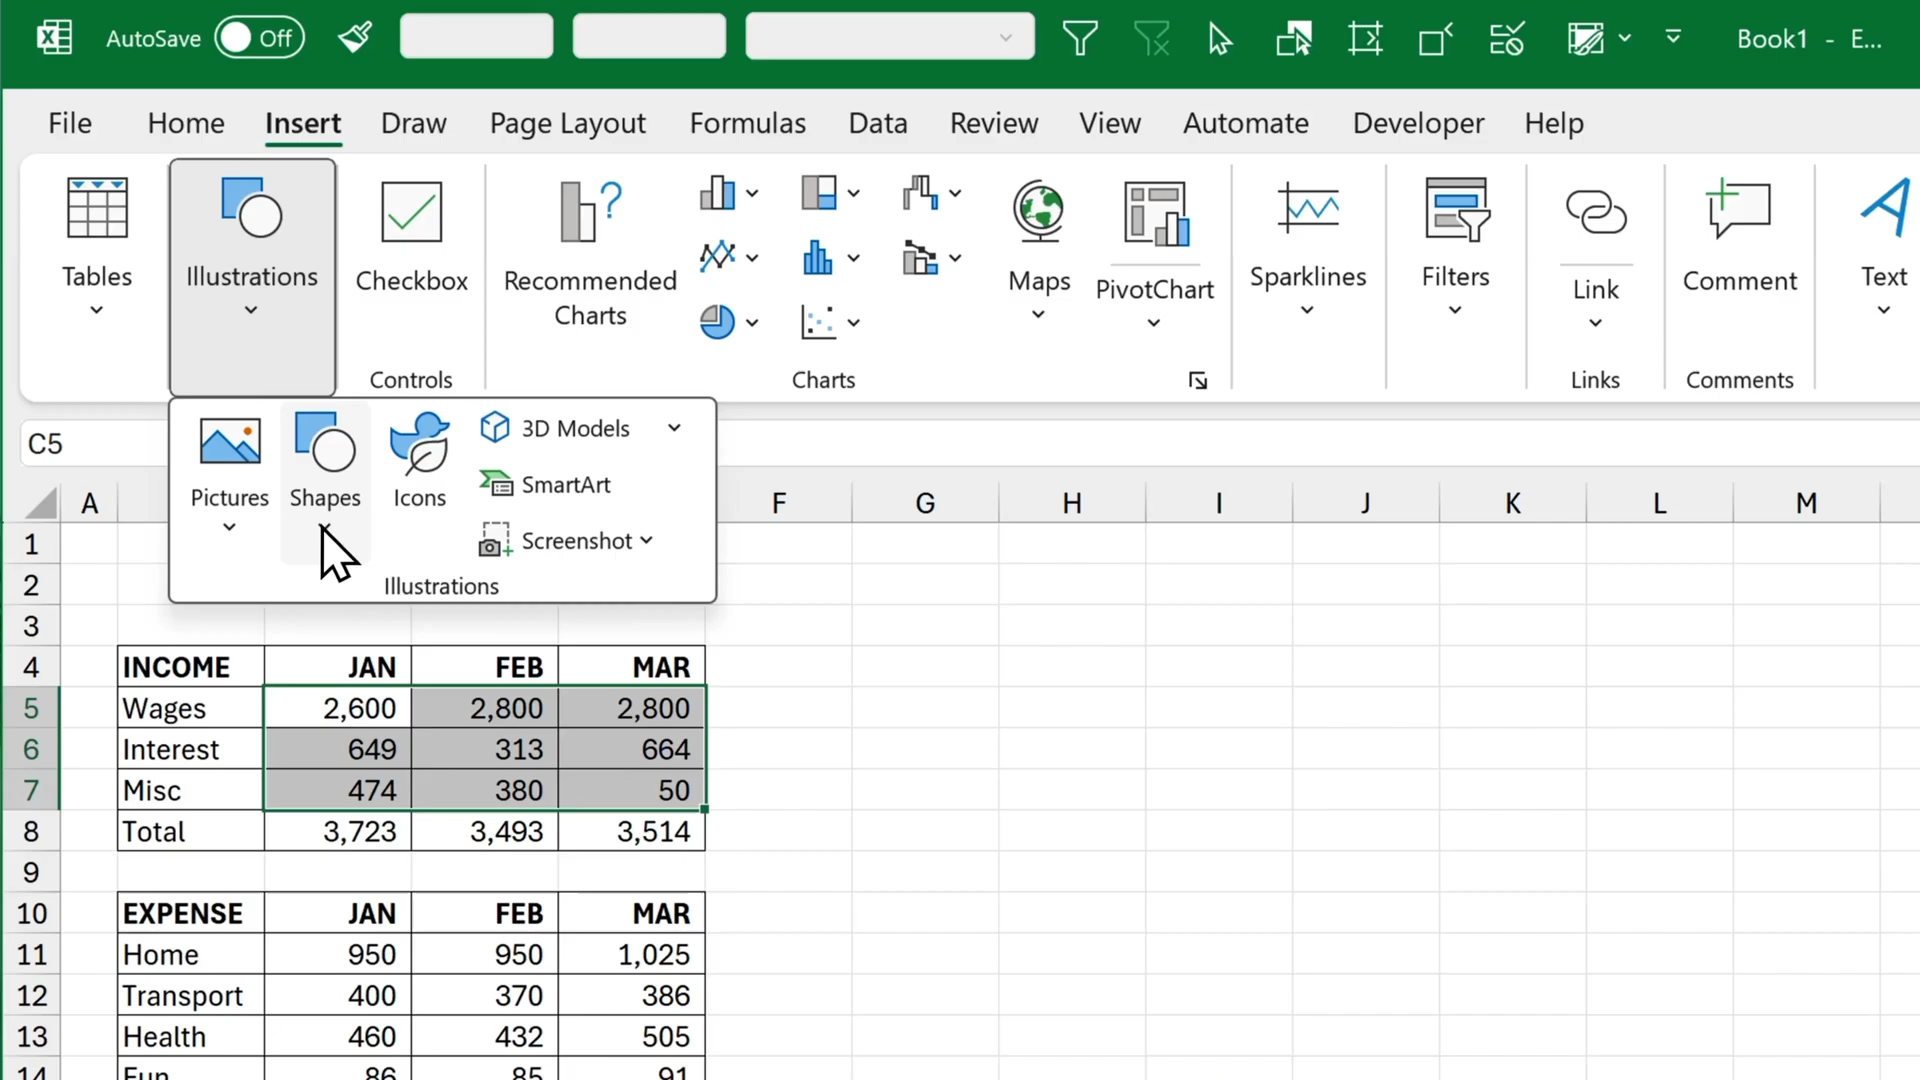 AutoSave Off Book1 - E...
File Home Insert Draw Page Layout Formulas Data Review View Automate Developer Help
Tables Illustrations Checkbox Recommended Charts Maps PivotChart Sparklines Filters Link Comment Text
Controls Charts Links Comments
C5
Pictures Shapes Icons 3D Models
SmartArt
Screenshot
Illustrations
A F G H I J K L M
1
2
3
4 INCOME JAN FEB MAR
5 Wages 2,600 2,800 2,800
6 Interest 649 313 664
7 Misc 474 380 50
8 Total 3,723 3,493 3,514
9
10 EXPENSE JAN FEB MAR
11 Home 950 950 1,025
12 Transport 400 370 386
13 Health 460 432 505
14 Fun 86 85 91